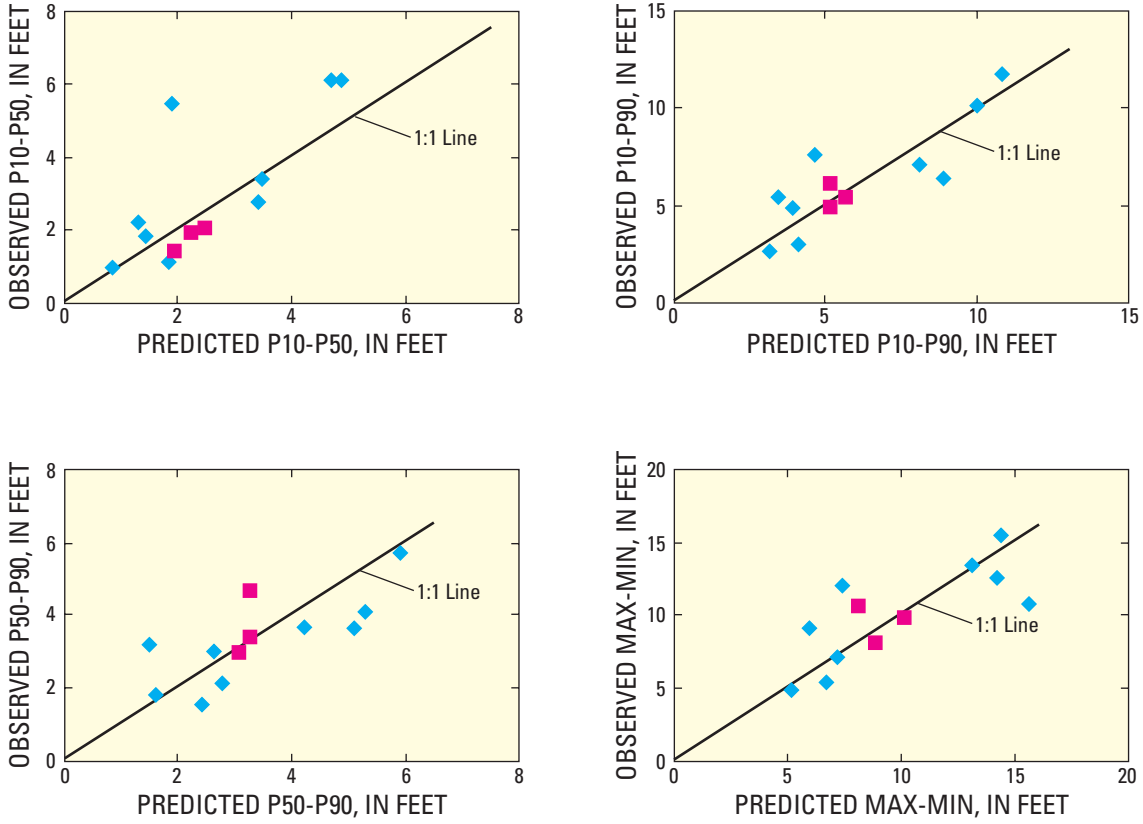 OBSERVED P10-P50, IN FEET
8
6
4
2
0
1:1 Line
0 2 4 6 8
PREDICTED P10-P50, IN FEET
OBSERVED P10-P90, IN FEET
15
10
5
0
1:1 Line
0 5 10 15
PREDICTED P10-P90, IN FEET
OBSERVED P50-P90, IN FEET
8
6
4
2
0
1:1 Line
0 2 4 6 8
PREDICTED P50-P90, IN FEET
OBSERVED MAX-MIN, IN FEET
20
15
10
5
0
1:1 Line
0 5 10 15 20
PREDICTED MAX-MIN, IN FEET